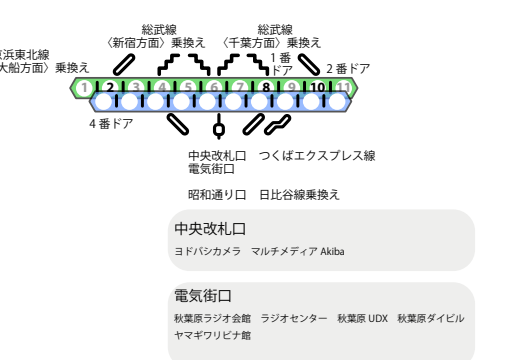 総武線
〈新宿方面〉乗換え
総武線
〈千葉方面〉乗換え
京浜東北線
大船方面〉乗換え
1 番
ドア
2 番ドア
1 2 3 4 5 6 7 8 9 10 11
4 番ドア
中央改札口 つくばエクスプレス線
電気街口
昭和通り口 日比谷線乗換え
中央改札口
ヨドバシカメラ マルチメディア Akiba
電気街口
秋葉原ラジオ会館 ラジオセンター 秋葉原 UDX 秋葉原ダイビル
ヤマギワリビナ館